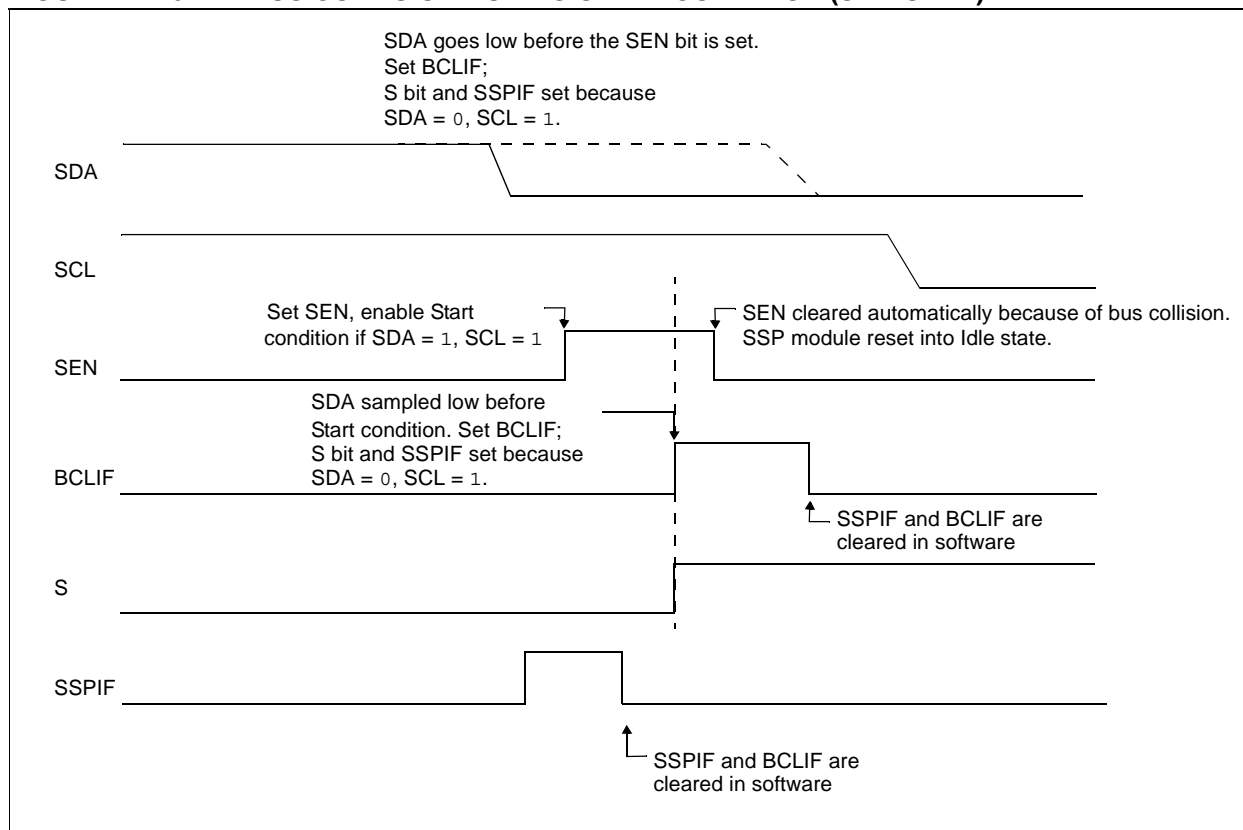 SDA goes low before the SEN bit is set.
Set BCLIF;
S bit and SSPIF set because
SDA = 0, SCL = 1.
SDA
SCL
Set SEN, enable Start
condition if SDA = 1, SCL = 1
SEN cleared automatically because of bus collision.
SSP module reset into Idle state.
SEN
SDA sampled low before
Start condition. Set BCLIF;
S bit and SSPIF set because
SDA = 0, SCL = 1.
BCLIF
SSPIF and BCLIF are
cleared in software
S
SSPIF
SSPIF and BCLIF are
cleared in software